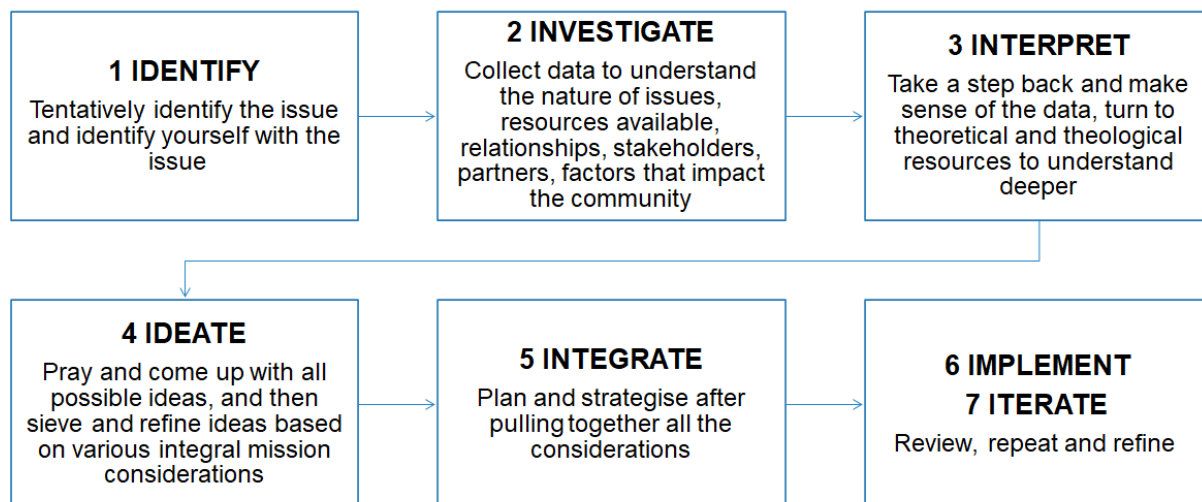 1 IDENTIFY
Tentatively identify the issue
and identify yourself with the
issue
2 INVESTIGATE
Collect data to understand
the nature of issues,
resources available,
relationships, stakeholders,
partners, factors that impact
the community
3 INTERPRET
Take a step back and make
sense of the data, turn to
theoretical and theological
resources to understand
deeper
4 IDEATE
Pray and come up with all
possible ideas, and then
sieve and refine ideas based
on various integral mission
considerations
5 INTEGRATE
Plan and strategise after
pulling together all the
considerations
6 IMPLEMENT
7 ITERATE
Review, repeat and refine